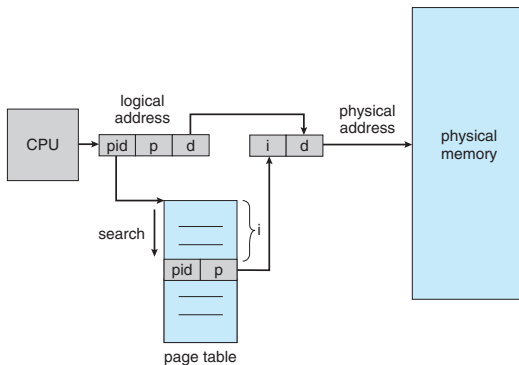 logical
address
physical
address
CPU
pid p d
i d
physical
memory
search
i
pid p
page table